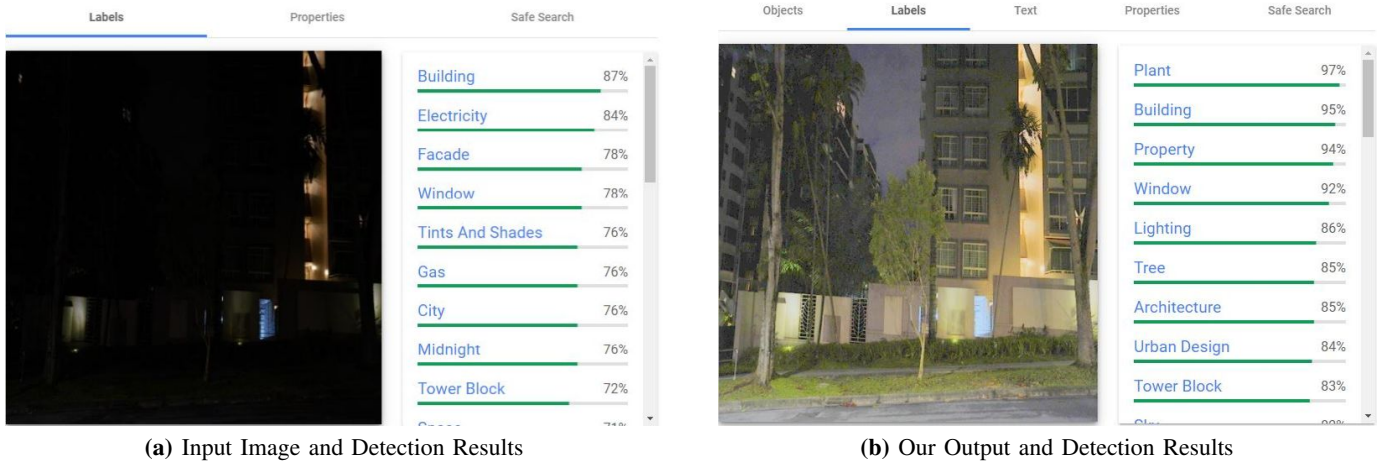 Labels Properties Safe Search
Building 87%
Electricity 84%
Facade 78%
Window 78%
Tints And Shades 76%
Gas 76%
City 76%
Midnight 76%
Tower Block 72%
Space 71%
(a) Input Image and Detection Results
Objects Labels Text Properties Safe Search
Plant 97%
Building 95%
Property 94%
Window 92%
Lighting 86%
Tree 85%
Architecture 85%
Urban Design 84%
Tower Block 83%
Sky
(b) Our Output and Detection Results